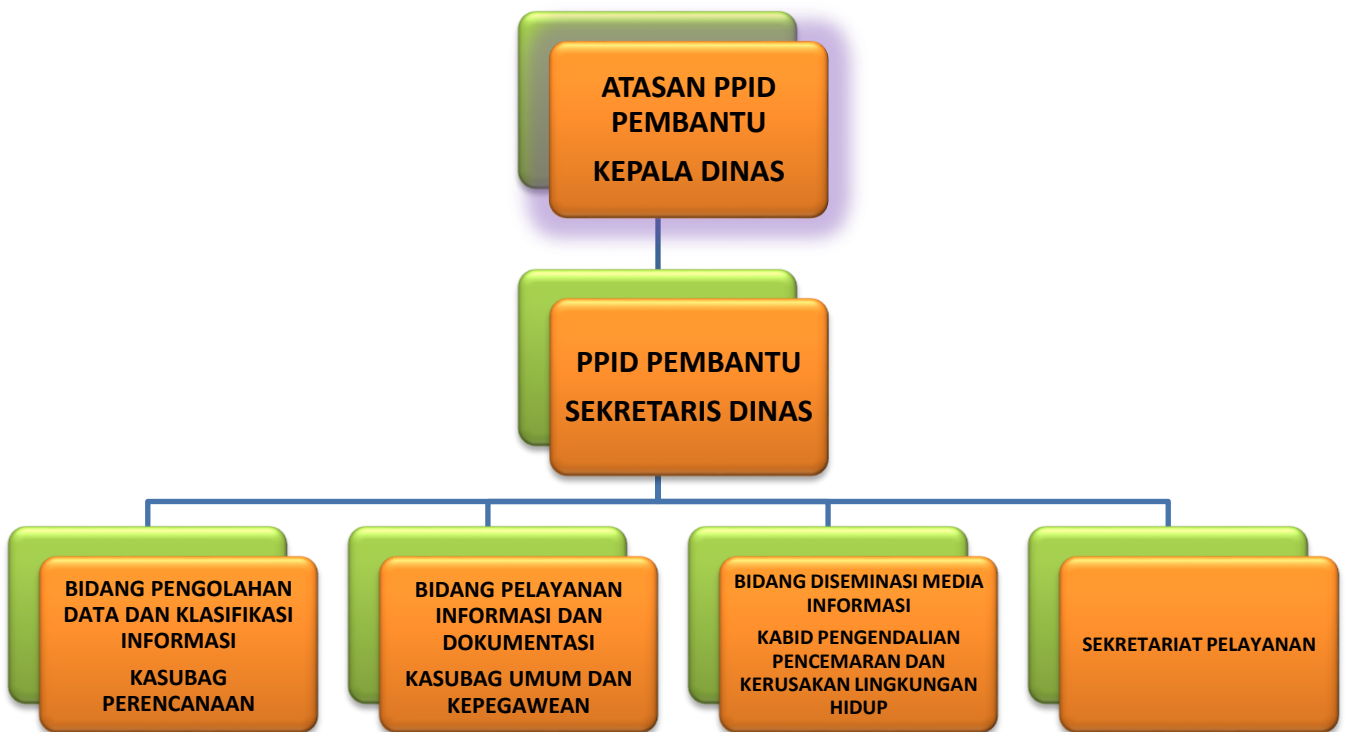 ATASAN PPID
PEMBANTU
KEPALA DINAS
PPID PEMBANTU
SEKRETARIS DINAS
BIDANG PENGOLAHAN
DATA DAN KLASIFIKASI
INFORMASI
KASUBAG
PERENCANAAN
BIDANG PELAYANAN
INFORMASI DAN
DOKUMENTASI
KASUBAG UMUM DAN
KEPEGAWEAN
BIDANG DISEMINASI MEDIA
INFORMASI
KABID PENGENDALIAN
PENCEMARAN DAN
KERUSAKAN LINGKUNGAN
HIDUP
SEKRETARIAT PELAYANAN